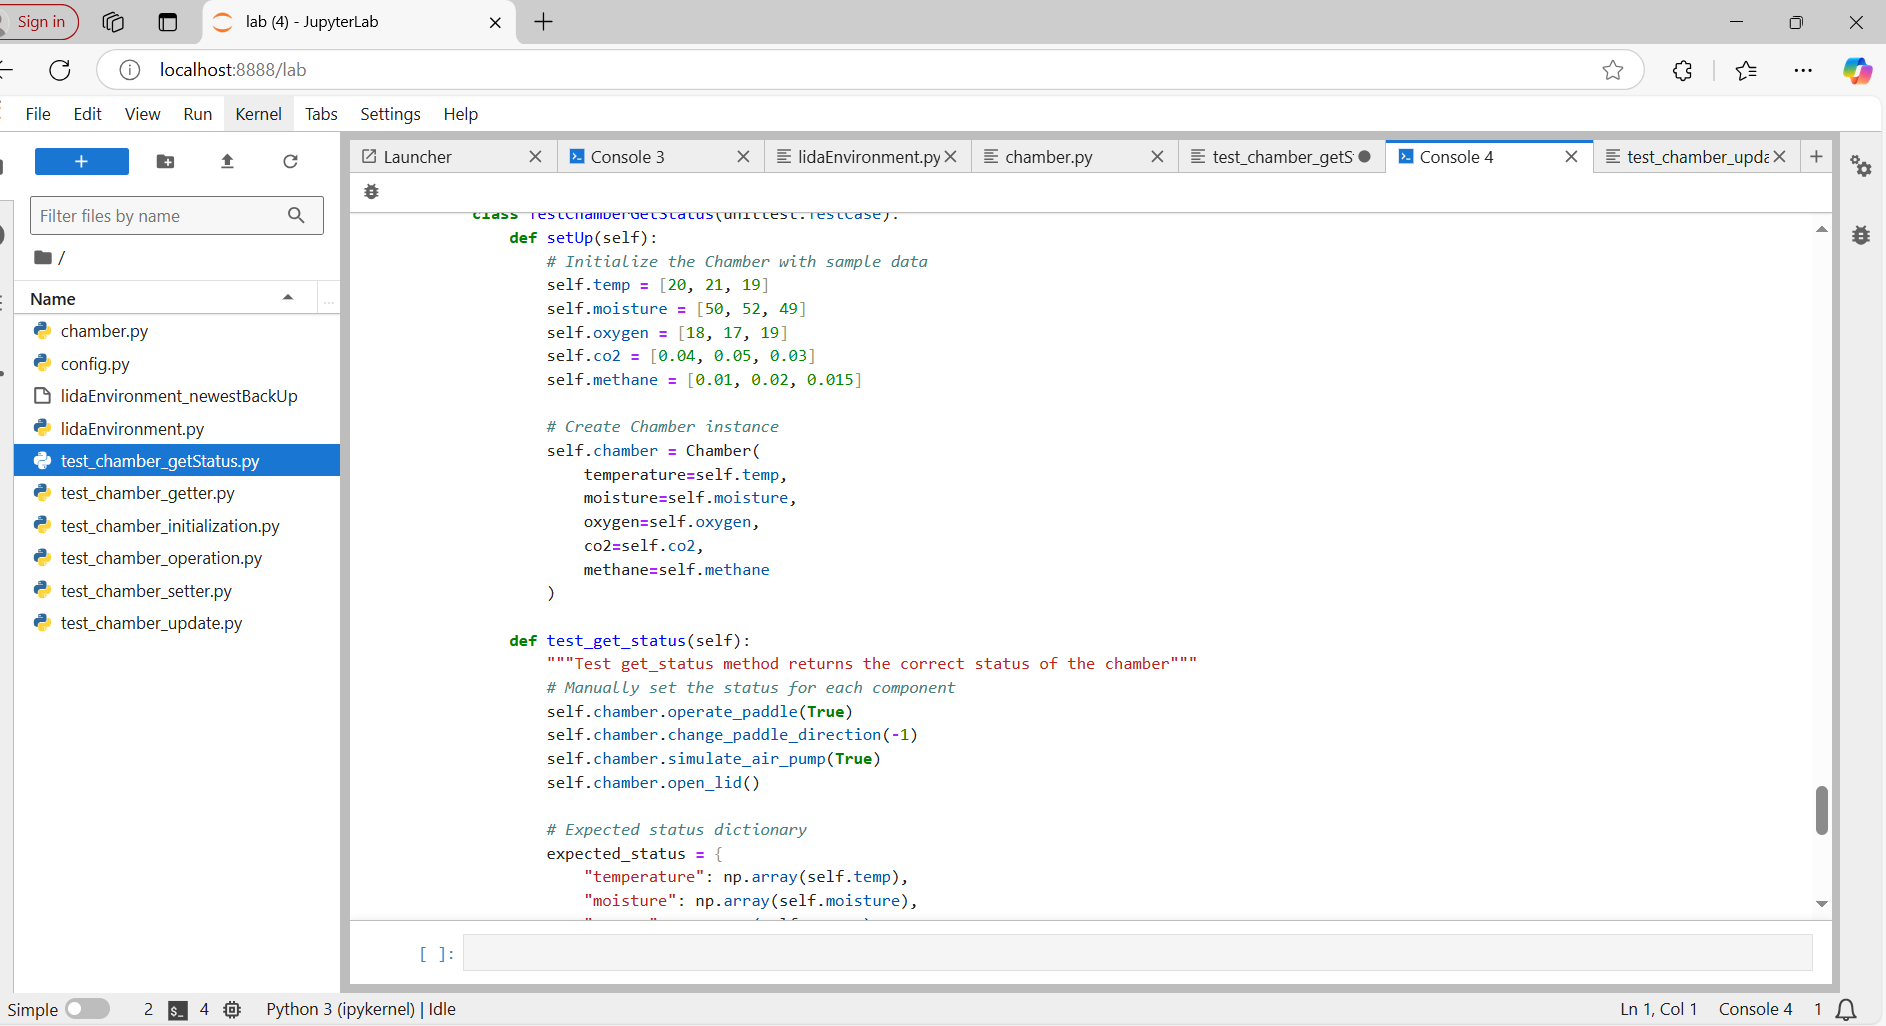 Sign in
lab (4) - JupyterLab
localhost:8888/lab
File Edit View Run Kernel Tabs Settings Help
Launcher
Console 3
lidaEnvironment.py
chamber.py
test_chamber_getS
Console 4
test_chamber_upda
Filter files by name
/
Name
...
chamber.py
config.py
lidaEnvironment_newestBackUp
lidaEnvironment.py
test_chamber_getStatus.py
test_chamber_getter.py
test_chamber_initialization.py
test_chamber_operation.py
test_chamber_setter.py
test_chamber_update.py
class TestChamberGetStatus(unittest.TestCase):
def setUp(self):
# Initialize the Chamber with sample data
self.temp = [20, 21, 19]
self.moisture = [50, 52, 49]
self.oxygen = [18, 17, 19]
self.co2 = [0.04, 0.05, 0.03]
self.methane = [0.01, 0.02, 0.015]
# Create Chamber instance
self.chamber = Chamber(
temperature=self.temp,
moisture=self.moisture,
oxygen=self.oxygen,
co2=self.co2,
methane=self.methane
)
def test_get_status(self):
"""Test get_status method returns the correct status of the chamber"""
# Manually set the status for each component
self.chamber.operate_paddle(True)
self.chamber.change_paddle_direction(-1)
self.chamber.simulate_air_pump(True)
self.chamber.open_lid()
# Expected status dictionary
expected_status = {
"temperature": np.array(self.temp),
"moisture": np.array(self.moisture),
[ ]:
Simple 2 $_ 4 Python 3 (ipykernel) | Idle
Ln 1, Col 1 Console 4 1